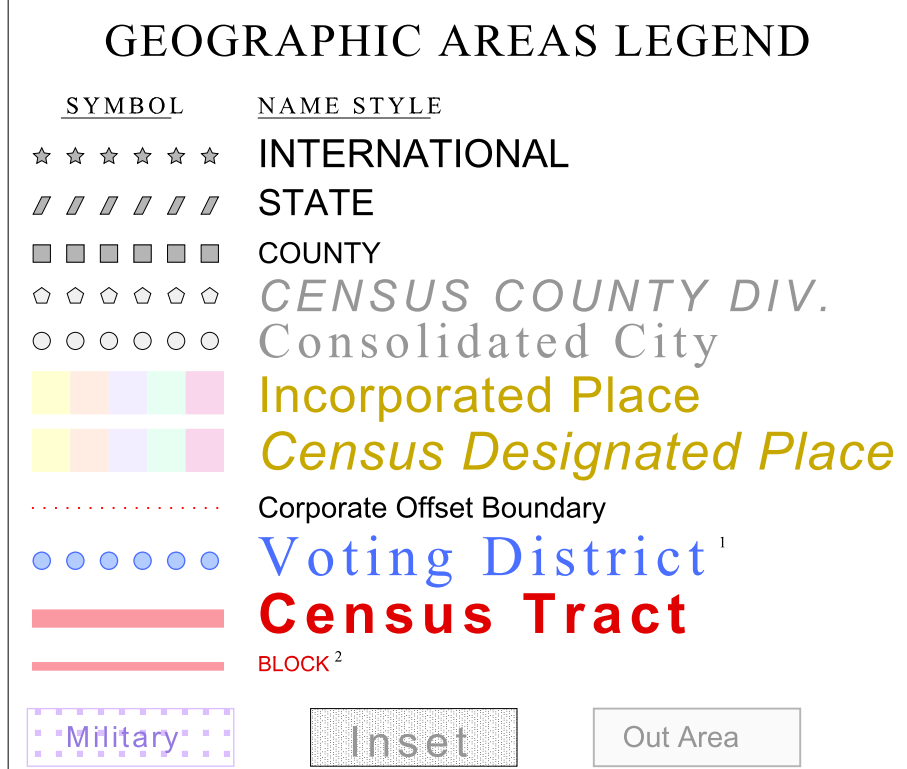 GEOGRAPHIC AREAS LEGEND
SYMBOL NAME STYLE
INTERNATIONAL
STATE
COUNTY
CENSUS COUNTY DIV.
Consolidated City
Incorporated Place
Census Designated Place
Corporate Offset Boundary
Voting District 1
Census Tract
BLOCK 2
Military Inset Out Area